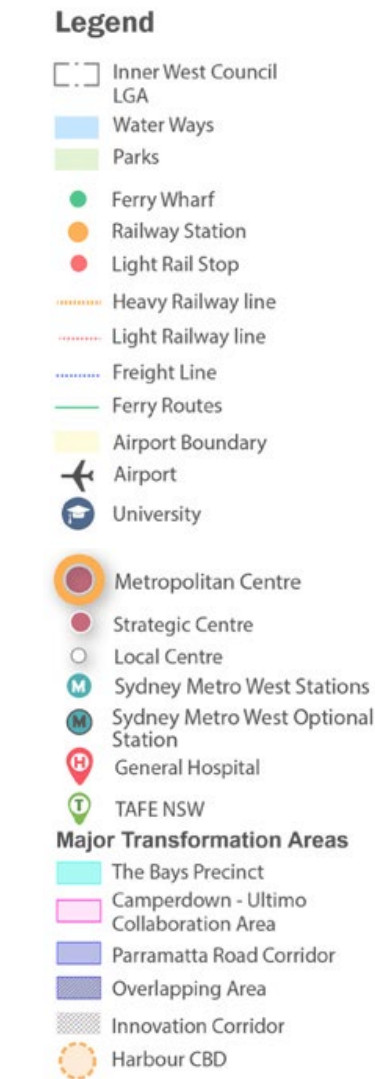 Legend
Inner West Council
LGA
Water Ways
Parks
Ferry Wharf
Railway Station
Light Rail Stop
Heavy Railway line
Light Railway line
Freight Line
Ferry Routes
Airport Boundary
Airport
University
Metropolitan Centre
Strategic Centre
Local Centre
M Sydney Metro West Stations
M Sydney Metro West Optional
Station
H General Hospital
T TAFE NSW
Major Transformation Areas
The Bays Precinct
Camperdown - Ultimo
Collaboration Area
Parramatta Road Corridor
Overlapping Area
Innovation Corridor
Harbour CBD